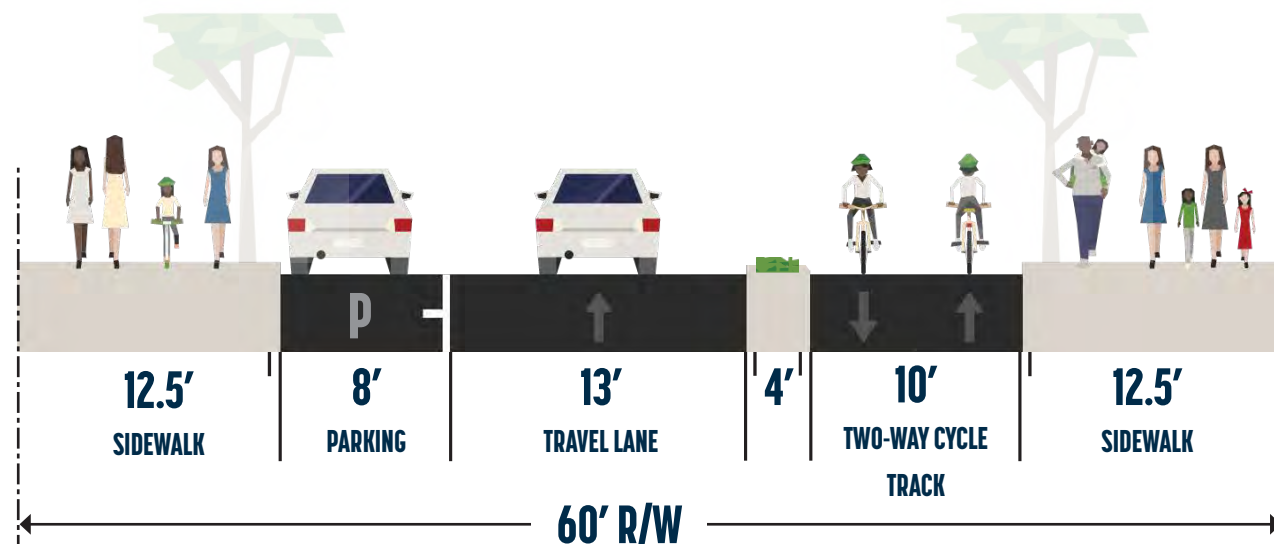 P
12.5′
SIDEWALK
8′
PARKING
13′
TRAVEL LANE
4′
10′
TWO-WAY CYCLE
TRACK
12.5′
SIDEWALK
60′ R/W